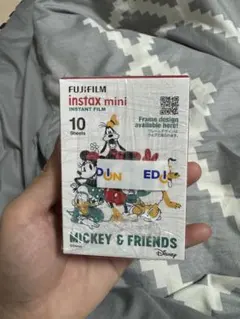 FUJIFILM
instax mini
INSTANT FILM
10
Sheets
Frame design
available here!
MICKEY & FRIENDS
Disney